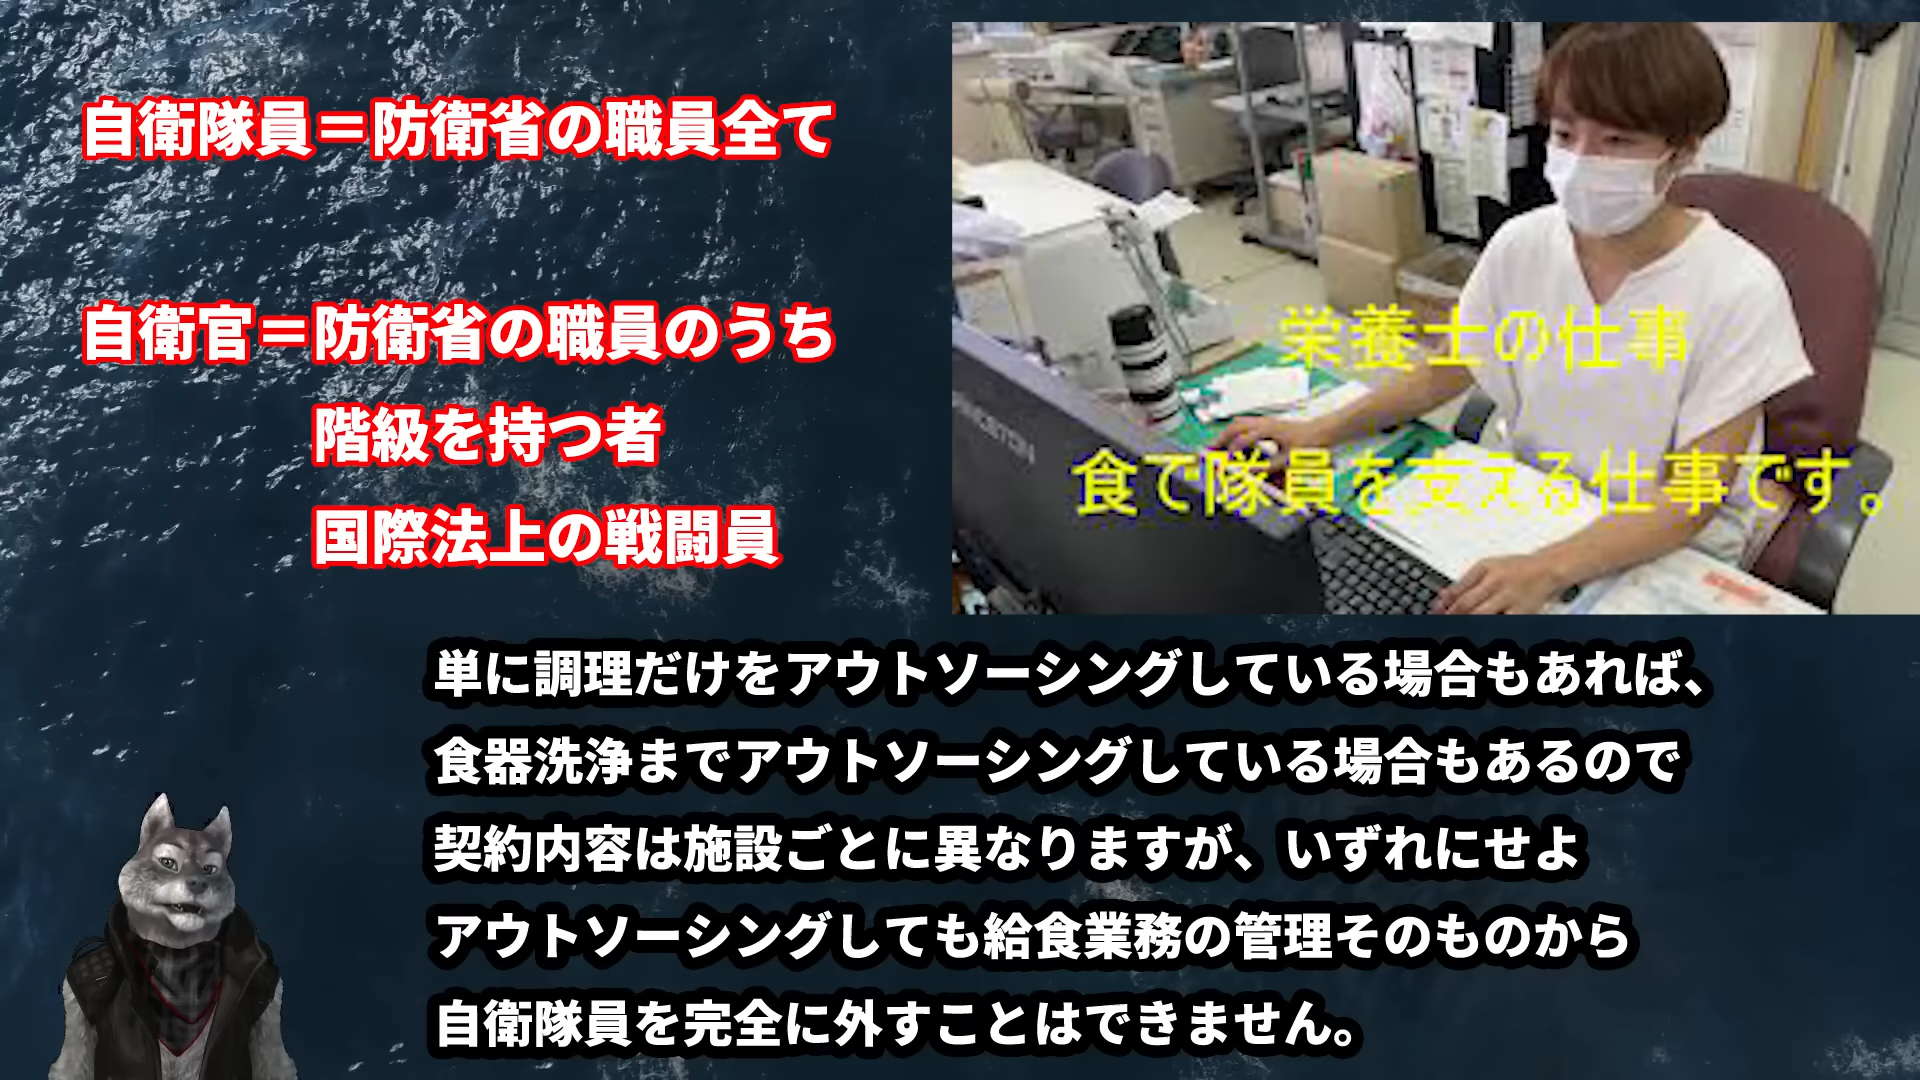 自衛隊員＝防衛省の職員全て
自衛官＝防衛省の職員のうち
階級を持つ者
国際法上の戦闘員
栄養士の仕事
食で隊員を支える仕事です。
単に調理だけをアウトソーシングしている場合もあれば、
食器洗浄までアウトソーシングしている場合もあるので
契約内容は施設ごとに異なりますが、いずれにせよ
アウトソーシングしても給食業務の管理そのものから
自衛隊員を完全に外すことはできません。